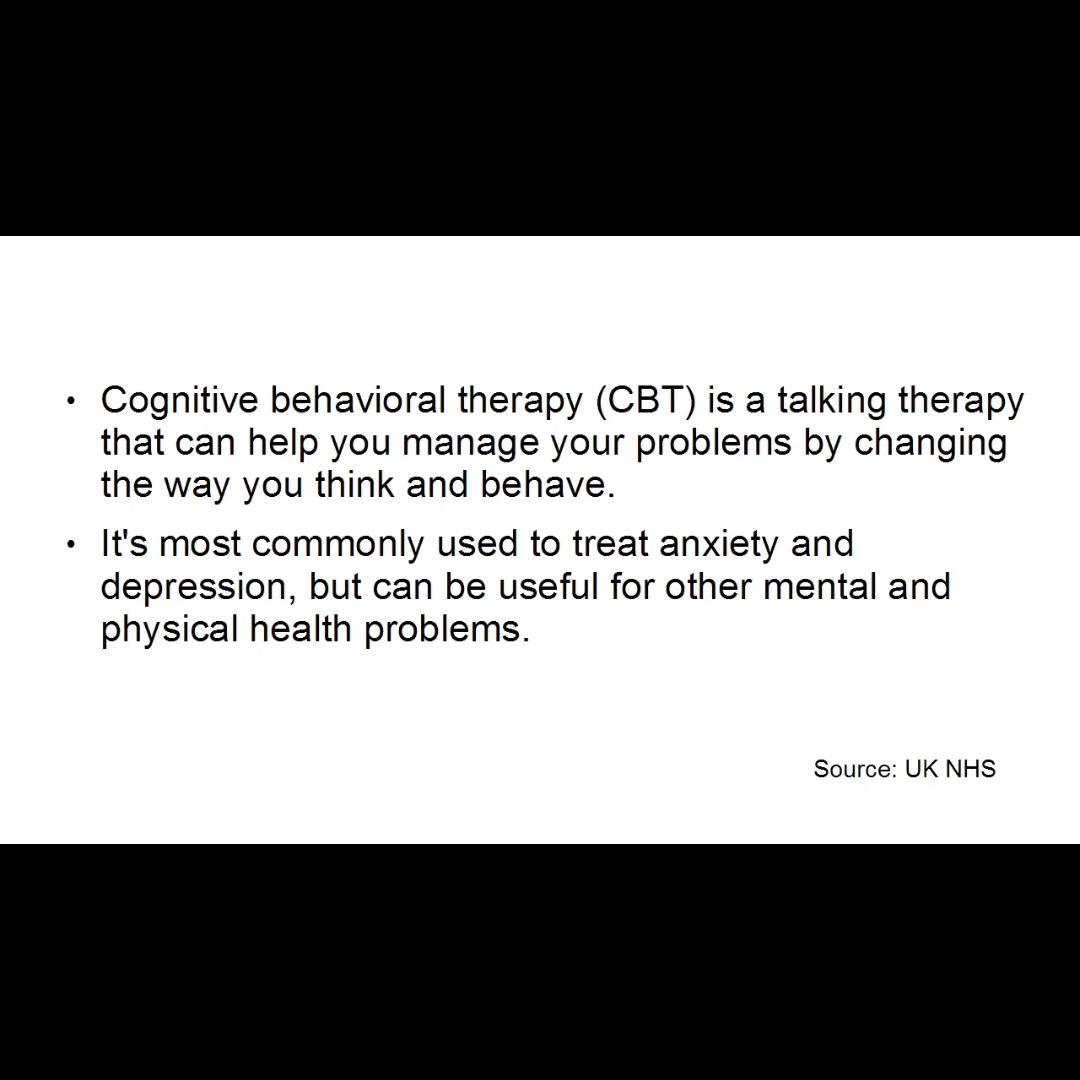 • Cognitive behavioral therapy (CBT) is a talking therapy
that can help you manage your problems by changing
the way you think and behave.
• It's most commonly used to treat anxiety and
depression, but can be useful for other mental and
physical health problems.
Source: UK NHS